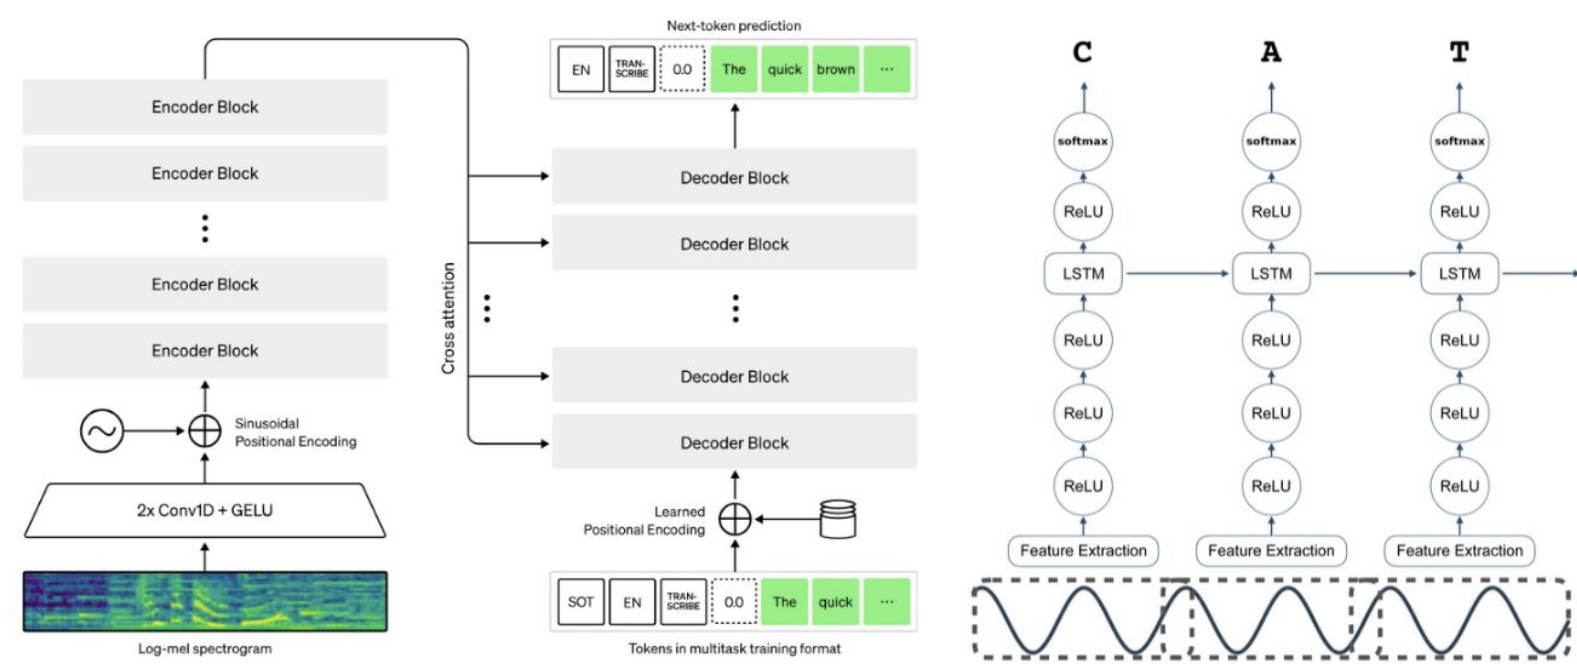 Encoder Block
Encoder Block
Encoder Block
Encoder Block
Sinusoidal
Positional Encoding
2x Conv1D + GELU
Log-mel spectrogram
Cross attention
Next-token prediction
EN TRAN-SCRIBE 0.0 The quick brown ...
Decoder Block
Decoder Block
Decoder Block
Decoder Block
Learned
Positional Encoding
SOT EN TRAN-SCRIBE 0.0 The quick ...
Tokens in multitask training format
C A T
softmax softmax softmax
ReLU ReLU ReLU
LSTM LSTM LSTM
ReLU ReLU ReLU
ReLU ReLU ReLU
ReLU ReLU ReLU
Feature Extraction Feature Extraction Feature Extraction